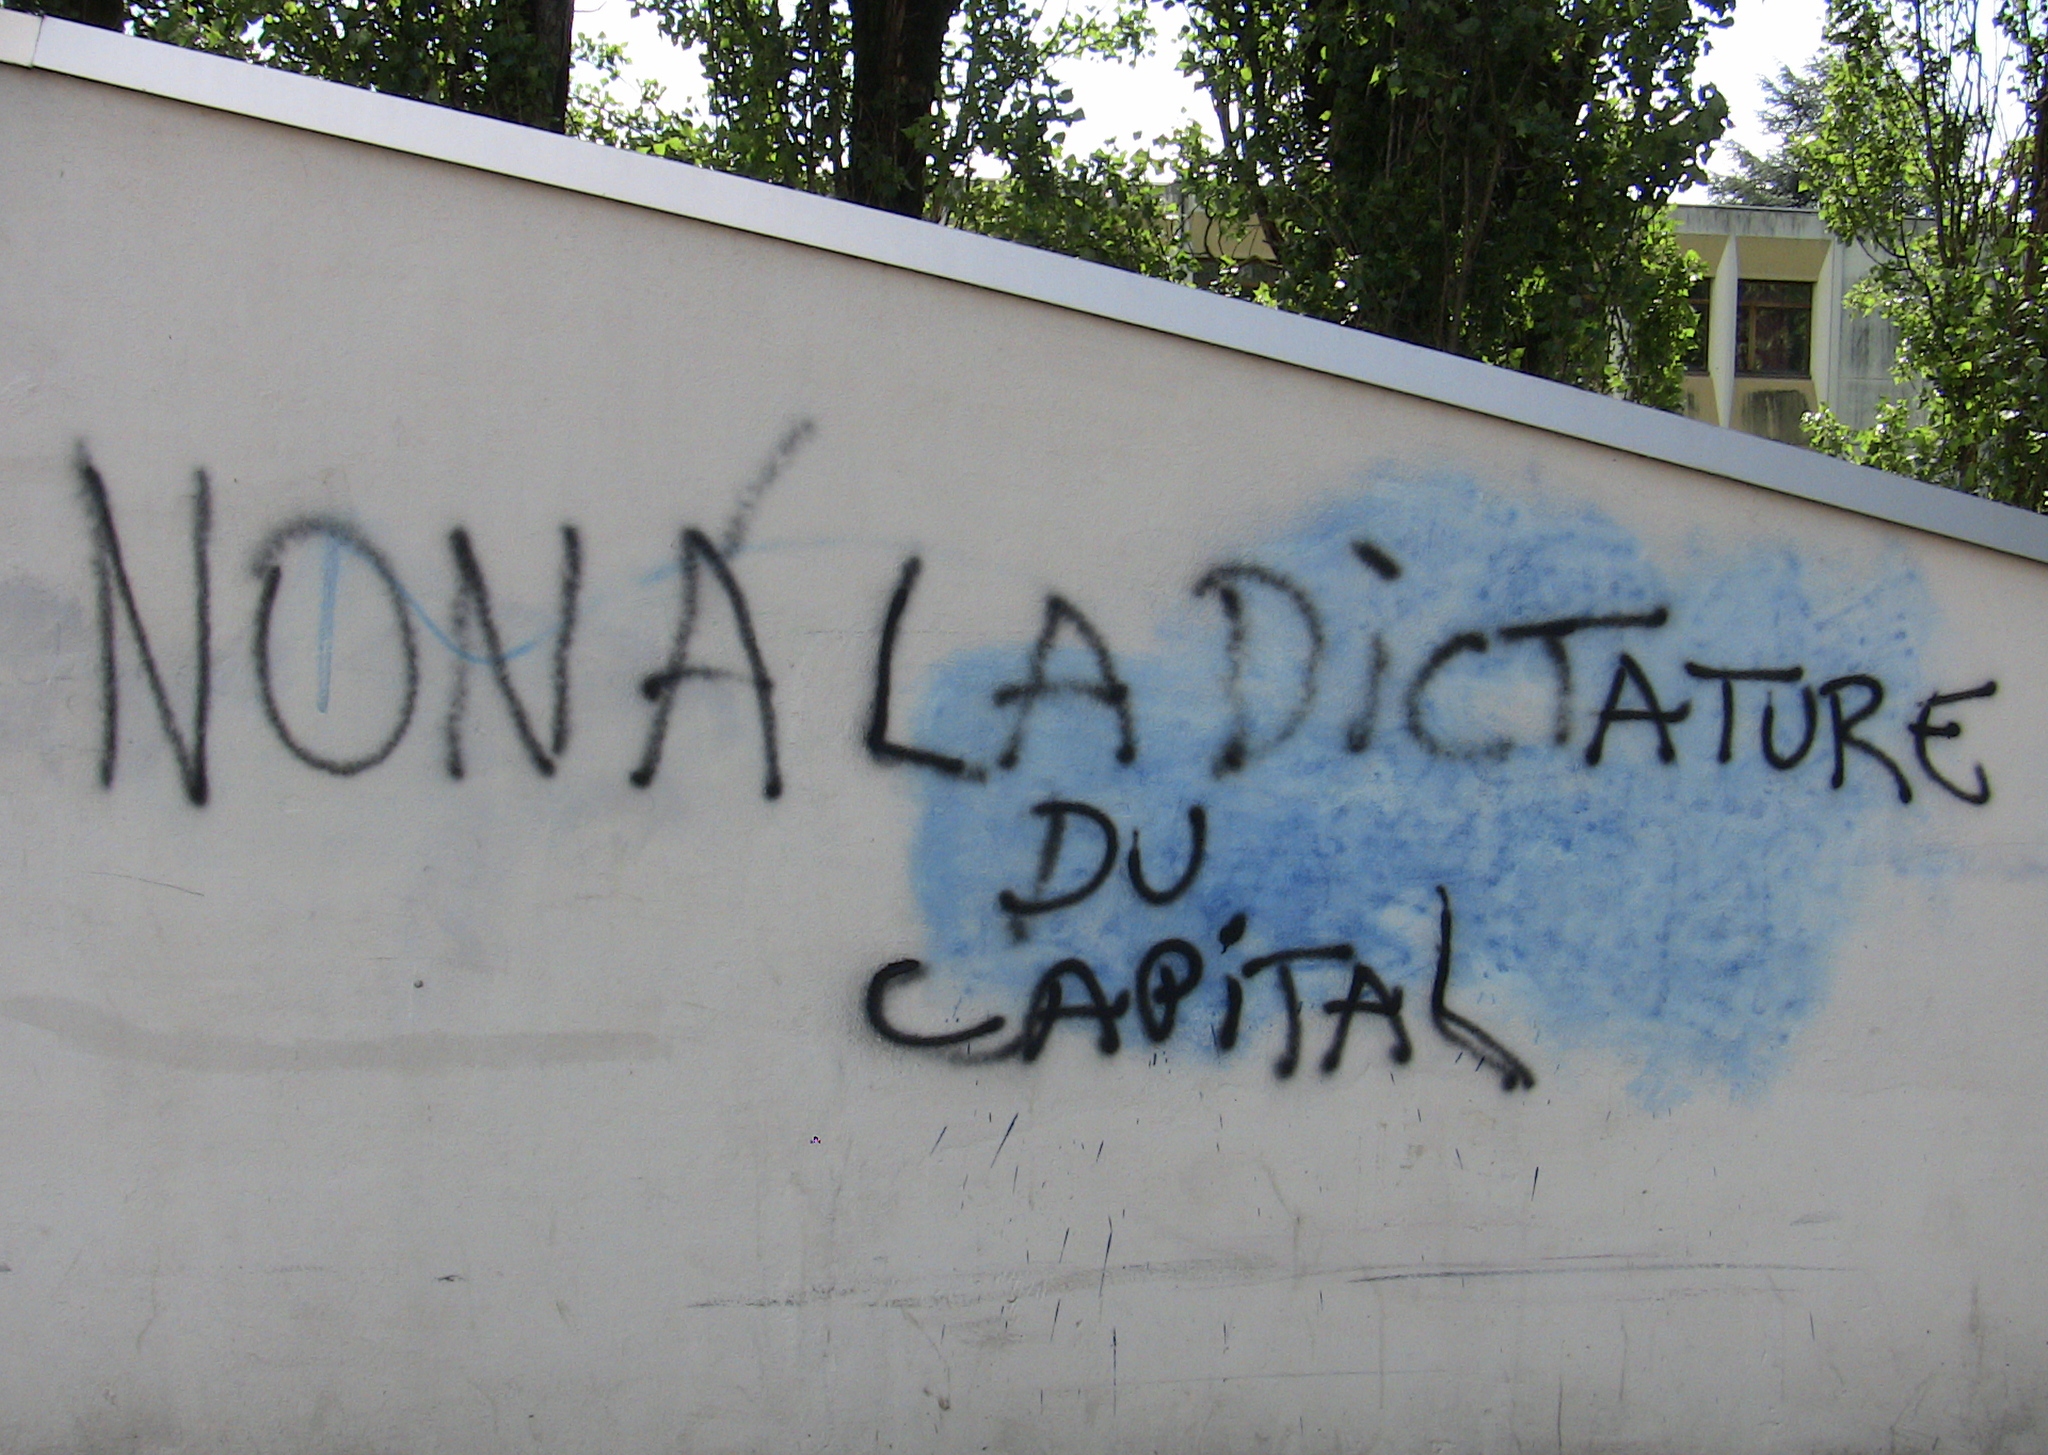 NON Á LA DiCTATURE
DU
CAPiTAL